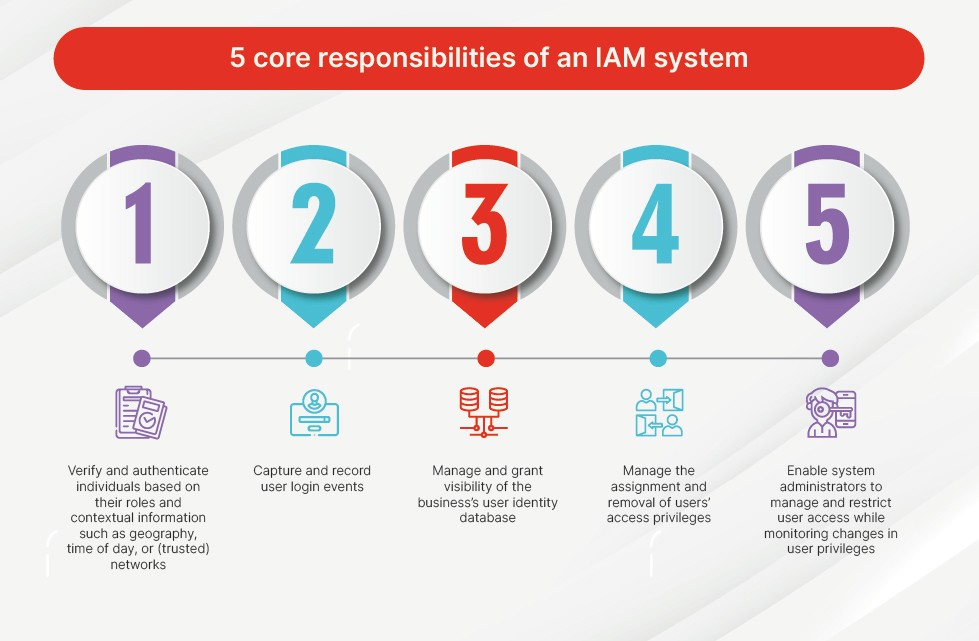 5 core responsibilities of an IAM system
1
2
3
4
5
Verify and authenticate
individuals based on
their roles and
contextual information
such as geography,
time of day, or (trusted)
networks
Capture and record
user login events
Manage and grant
visibility of the
business’s user identity
database
Manage the
assignment and
removal of users’
access privileges
Enable system
administrators to
manage and restrict
user access while
monitoring changes in
user privileges